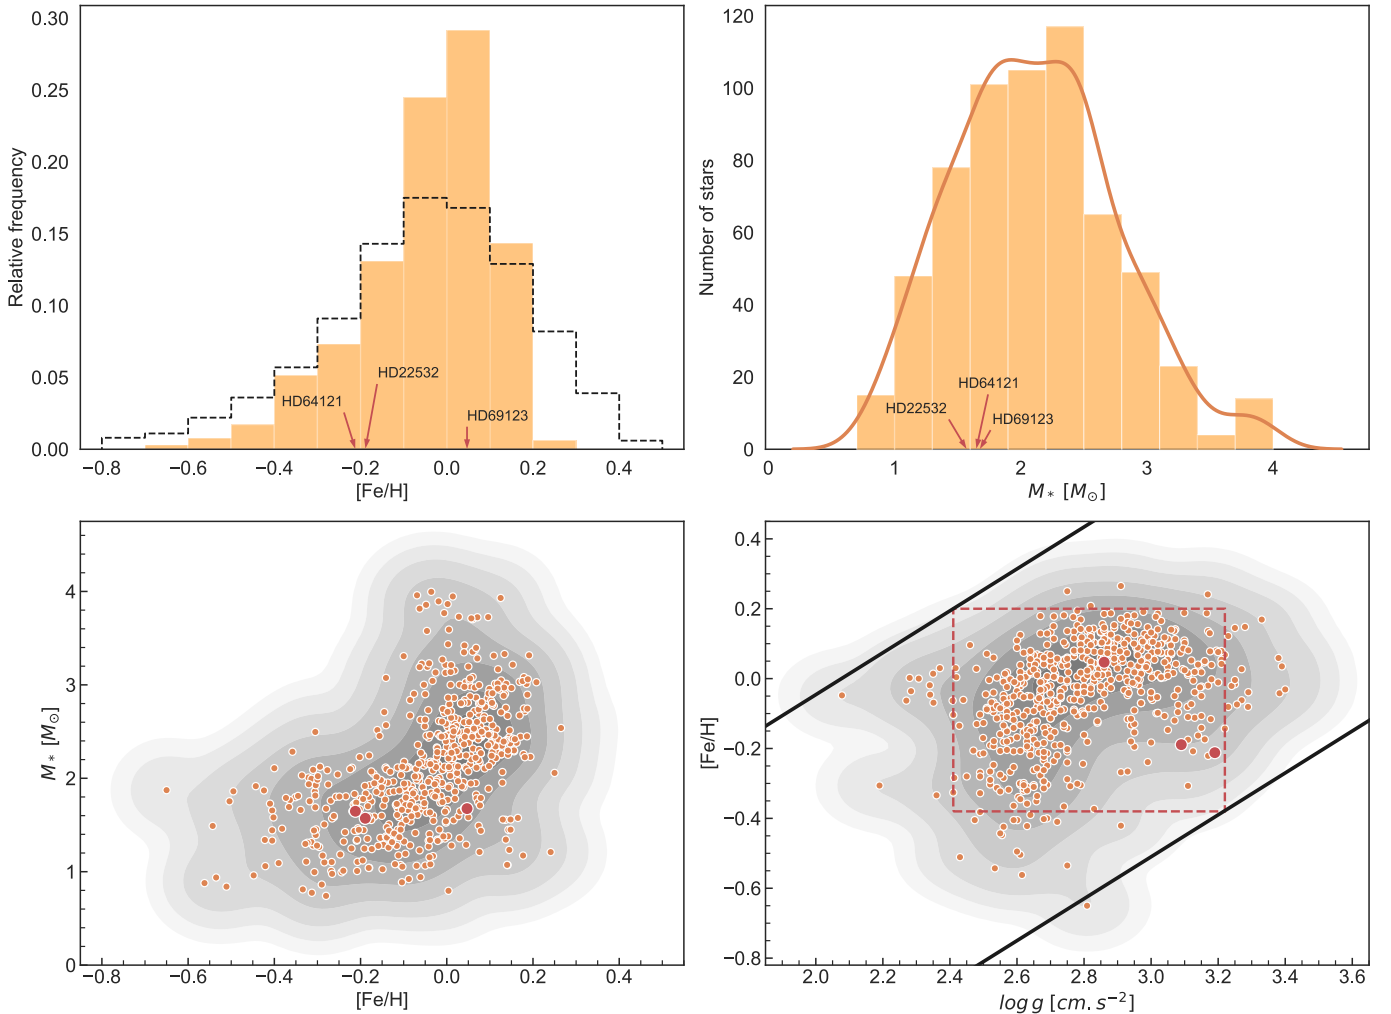 0.30
0.25
0.20
0.15
0.10
0.05
0.00
Relative frequency
HD22532
HD64121
HD69123
−0.8 −0.6 −0.4 −0.2 0.0 0.2 0.4
[Fe/H]
120
100
80
60
40
20
0
Number of stars
HD64121
HD22532
HD69123
0 1 2 3 4
M* [M⊙]
4
3
2
1
0
M* [M⊙]
−0.8 −0.6 −0.4 −0.2 0.0 0.2 0.4
[Fe/H]
0.4
0.2
0.0
−0.2
−0.4
−0.6
−0.8
[Fe/H]
2.0 2.2 2.4 2.6 2.8 3.0 3.2 3.4 3.6
log g [cm.s⁻²]